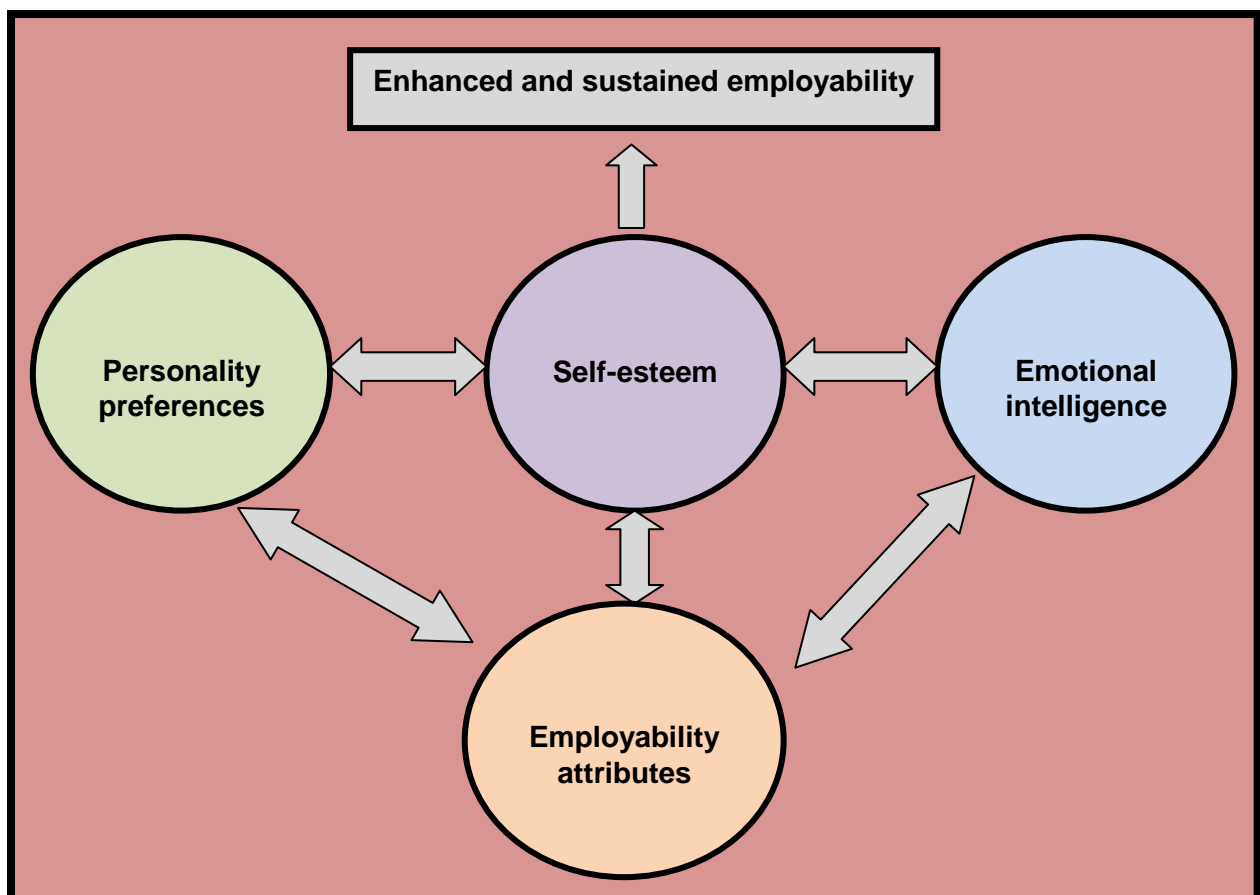 Enhanced and sustained employability
Personality
preferences
Self-esteem
Emotional
intelligence
Employability
attributes